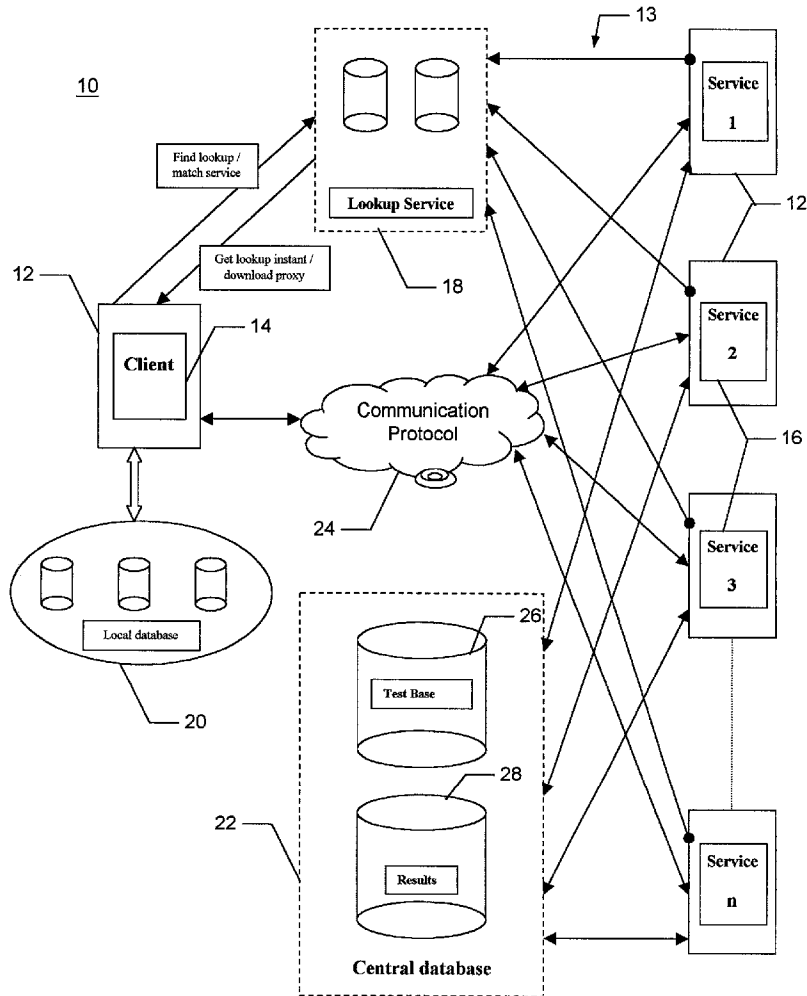 13
10
Service
1
Find lookup /
match service
Lookup Service
12
Get lookup instant /
download proxy
18
12
14
Service
2
Client
Communication
Protocol
16
24
Service
3
26
Local database
Test Base
20
28
22
Service
n
Results
Central database